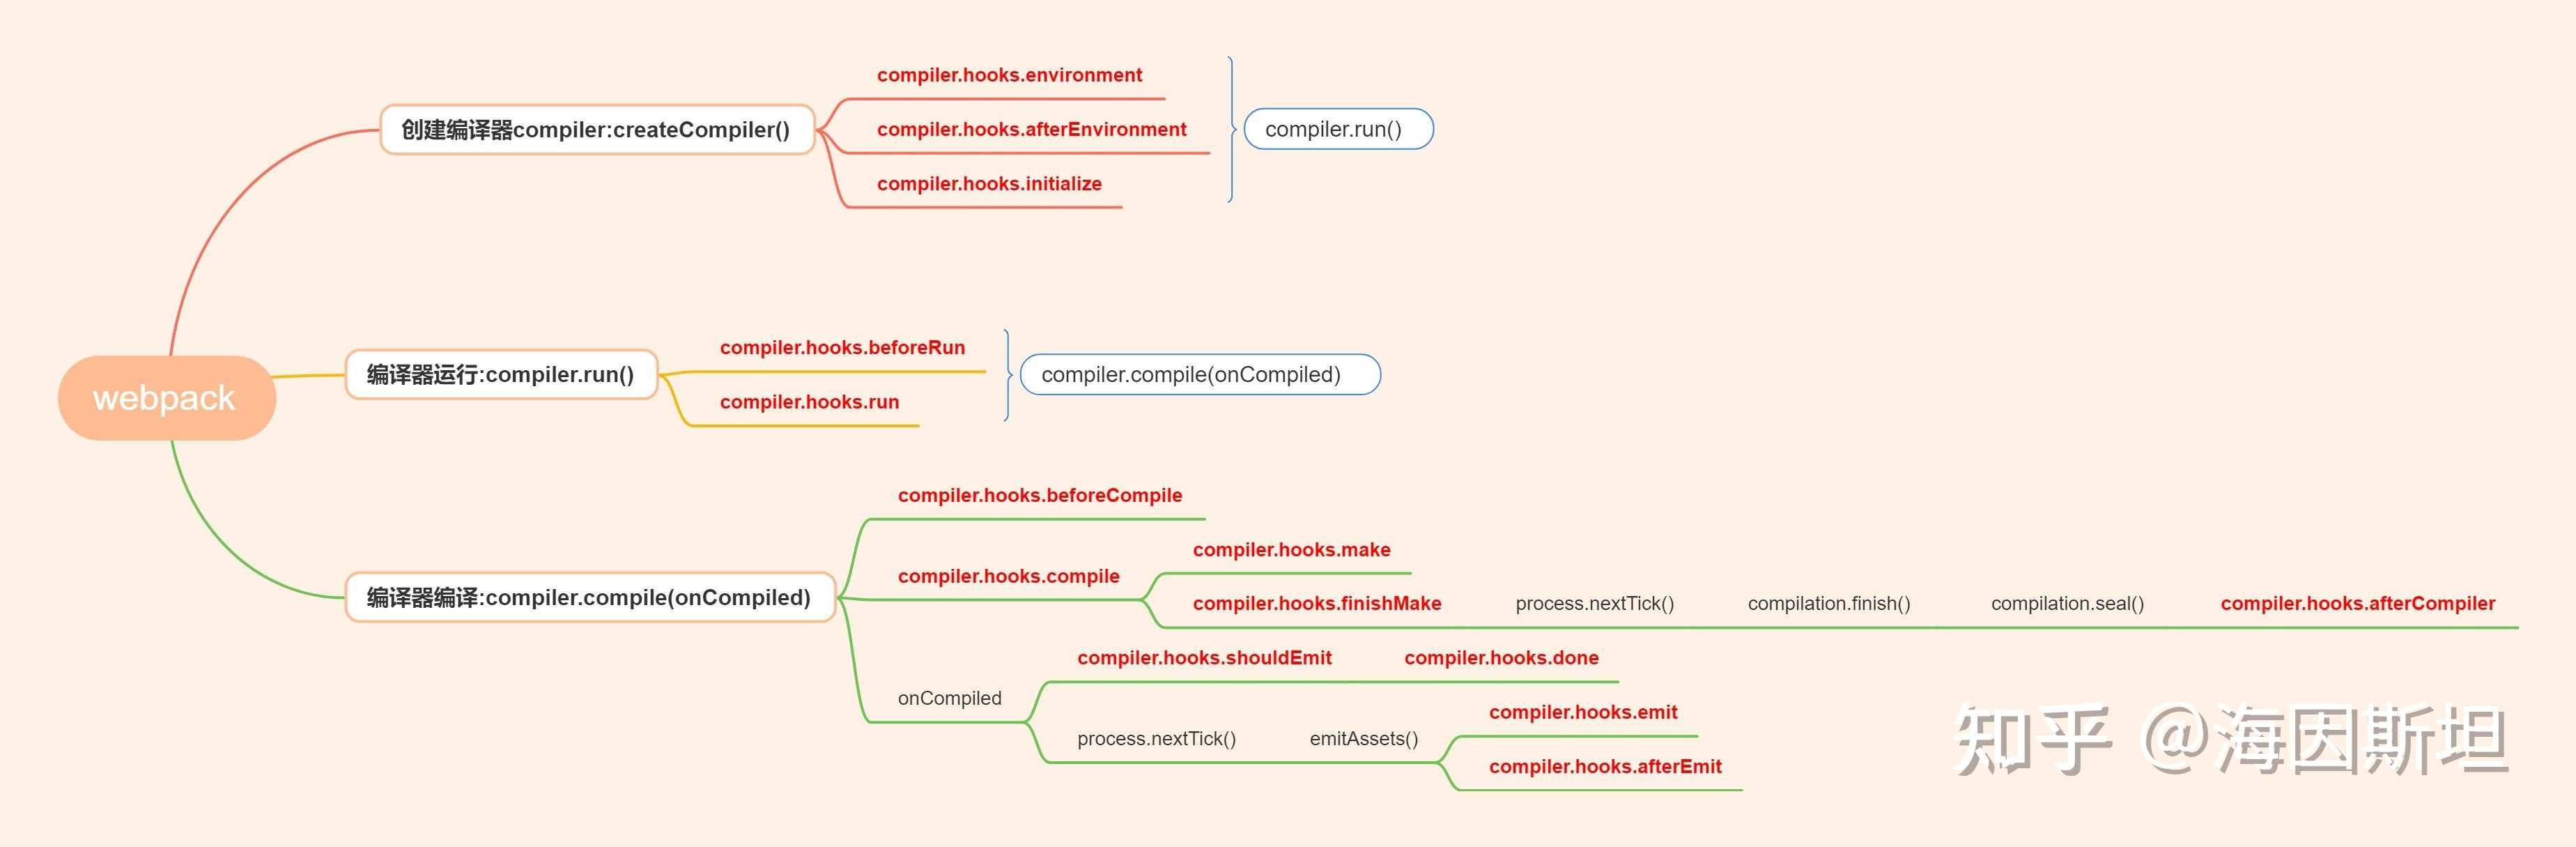 webpack
创建编译器compiler:createCompiler()
compiler.hooks.environment
compiler.hooks.afterEnvironment
compiler.hooks.initialize
compiler.run()
编译器运行:compiler.run()
compiler.hooks.beforeRun
compiler.hooks.run
compiler.compile(onCompiled)
编译器编译:compiler.compile(onCompiled)
compiler.hooks.beforeCompile
compiler.hooks.compile
compiler.hooks.make
compiler.hooks.finishMake
process.nextTick()
compilation.finish()
compilation.seal()
compiler.hooks.afterCompiler
onCompiled
compiler.hooks.shouldEmit
compiler.hooks.done
process.nextTick()
emitAssets()
compiler.hooks.emit
compiler.hooks.afterEmit
知乎 @海因斯坦